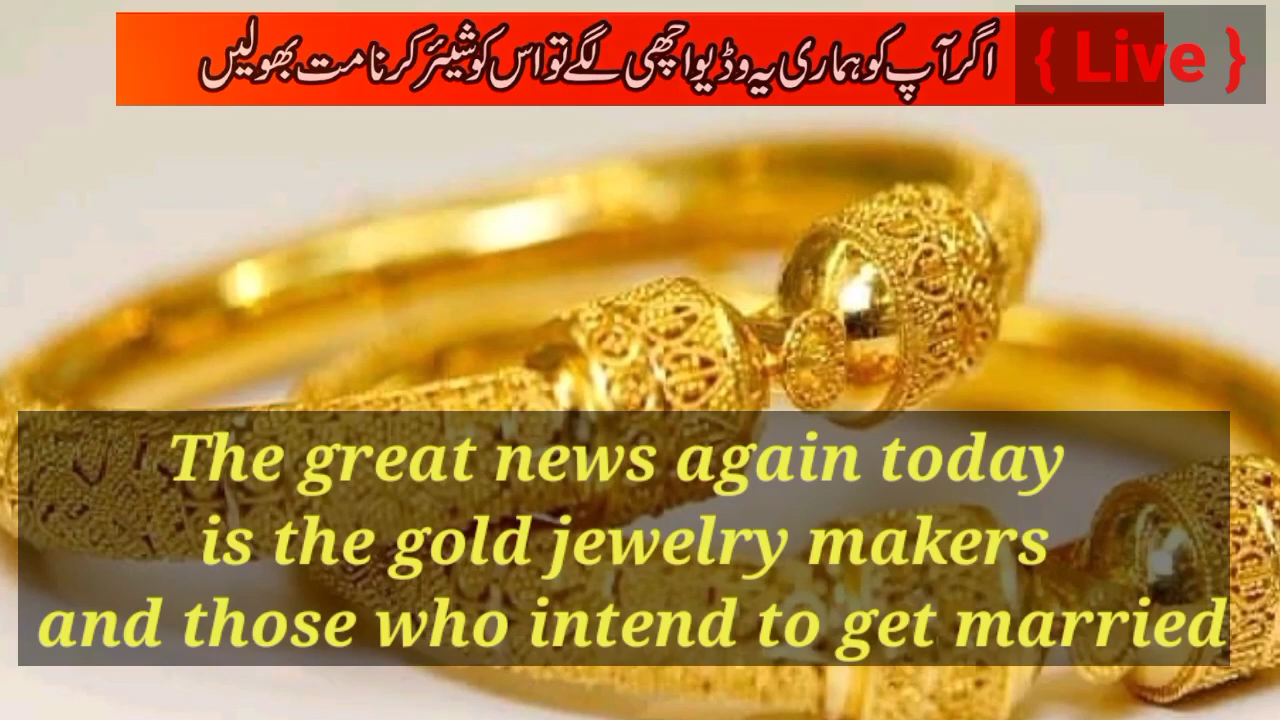 اگر آپ کو ہماری یہ وڈیو اچھی لگے تو اس کو شیئر کرنا مت بھولیں
{ Live }
The great news again today
is the gold jewelry makers
and those who intend to get married